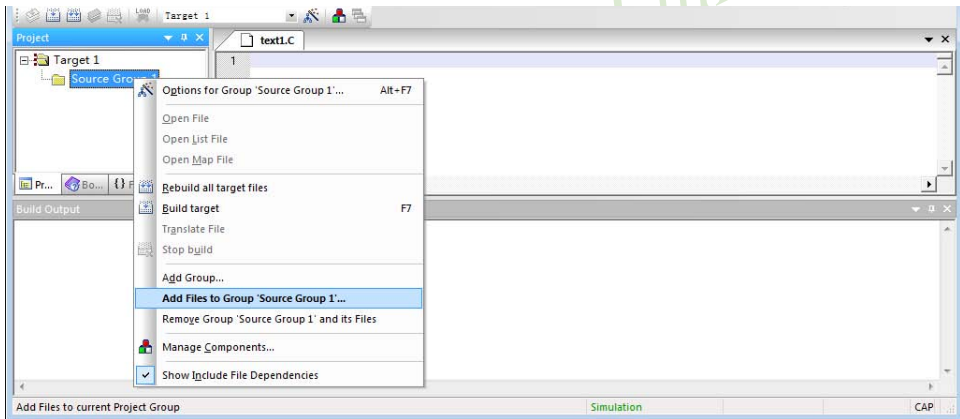 LOAD
Target 1
Project
text1.C
Target 1
1
Source Group 1
Options for Group 'Source Group 1'... Alt+F7
Open File
Open List File
Open Map File
Pr... Bo... {} F
Rebuild all target files
Build Output
Build target F7
Translate File
Stop build
Add Group...
Add Files to Group 'Source Group 1'...
Remove Group 'Source Group 1' and its Files
Manage Components...
Show Include File Dependencies
Add Files to current Project Group Simulation CAP